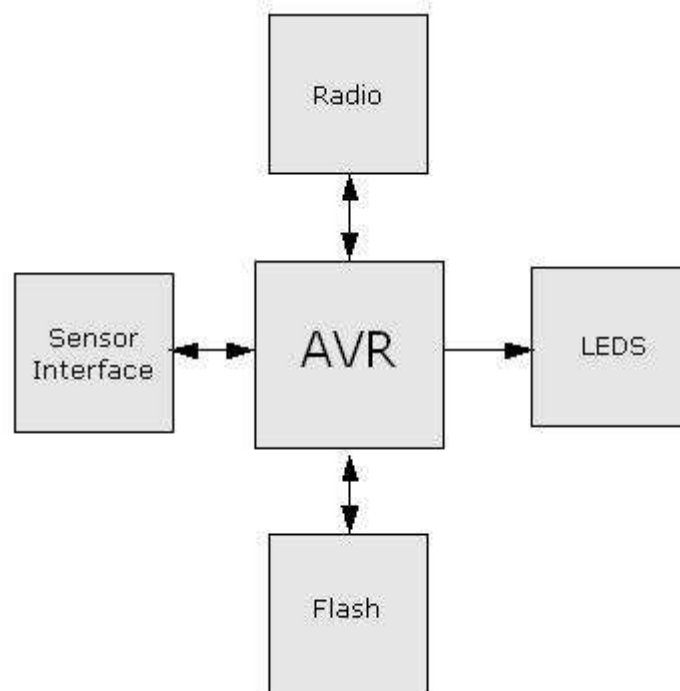 Radio
Sensor
Interface
AVR
LEDS
Flash